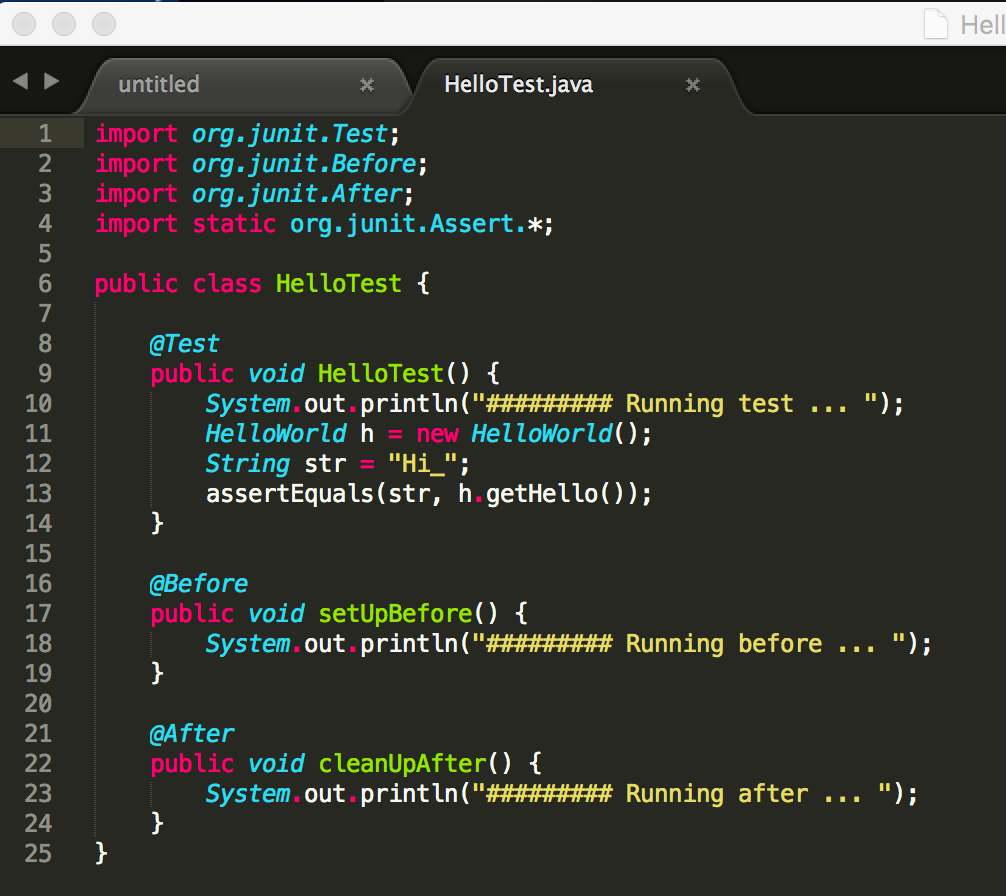 Hell
untitled
HelloTest.java
1 import org.junit.Test;
2 import org.junit.Before;
3 import org.junit.After;
4 import static org.junit.Assert.*;
5
6 public class HelloTest {
7
8     @Test
9     public void HelloTest() {
10         System.out.println("######### Running test ... ");
11         HelloWorld h = new HelloWorld();
12         String str = "Hi_";
13         assertEquals(str, h.getHello());
14     }
15
16     @Before
17     public void setUpBefore() {
18         System.out.println("######### Running before ... ");
19     }
20
21     @After
22     public void cleanUpAfter() {
23         System.out.println("######### Running after ... ");
24     }
25 }